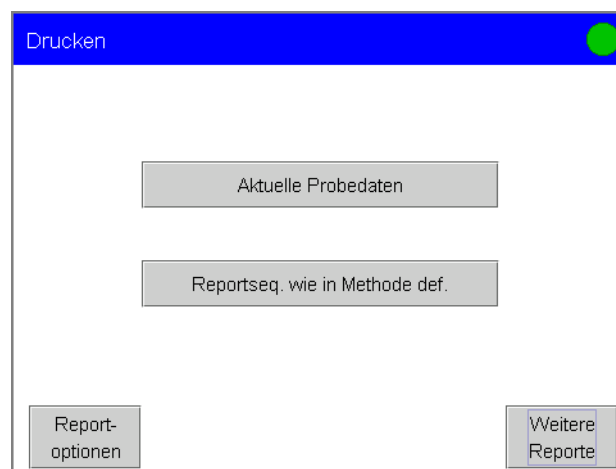 Drucken
Aktuelle Probedaten
Reportseq. wie in Methode def.
Report-
optionen
Weitere
Reporte